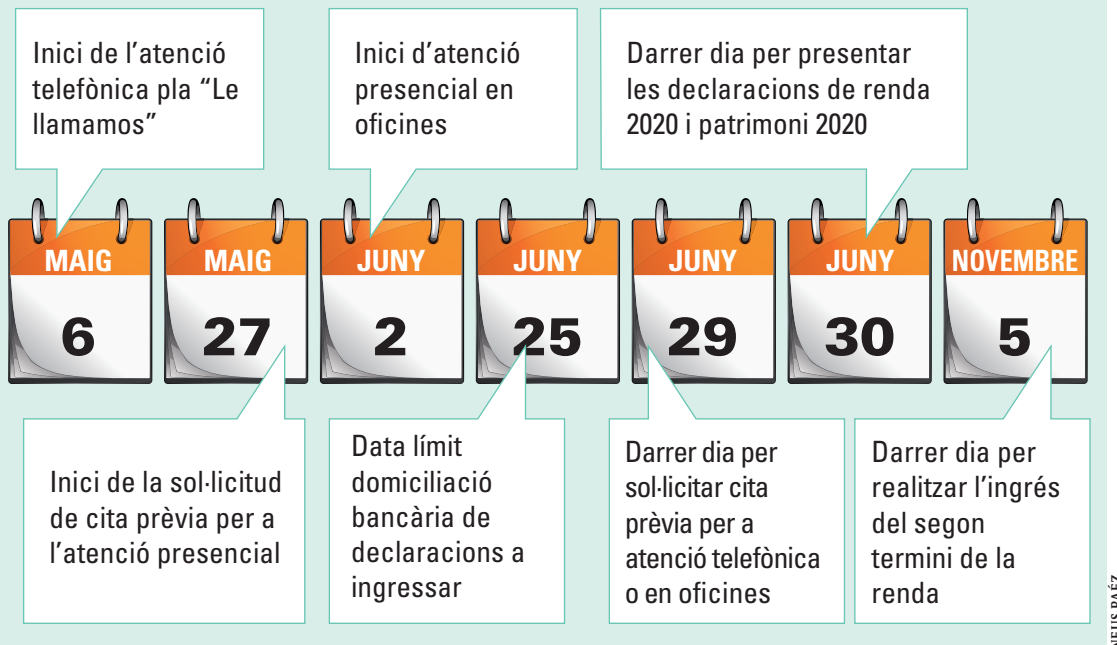 Inici de l’atenció
telefònica pla “Le
llamamos”
Inici d’atenció
presencial en
oficines
Darrer dia per presentar
les declaracions de renda
2020 i patrimoni 2020
MAIG
6
MAIG
27
JUNY
2
JUNY
25
JUNY
29
JUNY
30
NOVEMBRE
5
Inici de la sol·licitud
de cita prèvia per a
l’atenció presencial
Data límit
domiciliació
bancària de
declaracions a
ingressar
Darrer dia per
sol·licitar cita
prèvia per a
atenció telefònica
o en oficines
Darrer dia per
realitzar l’ingrés
del segon
termini de la
renda
NEUS PAÉZ